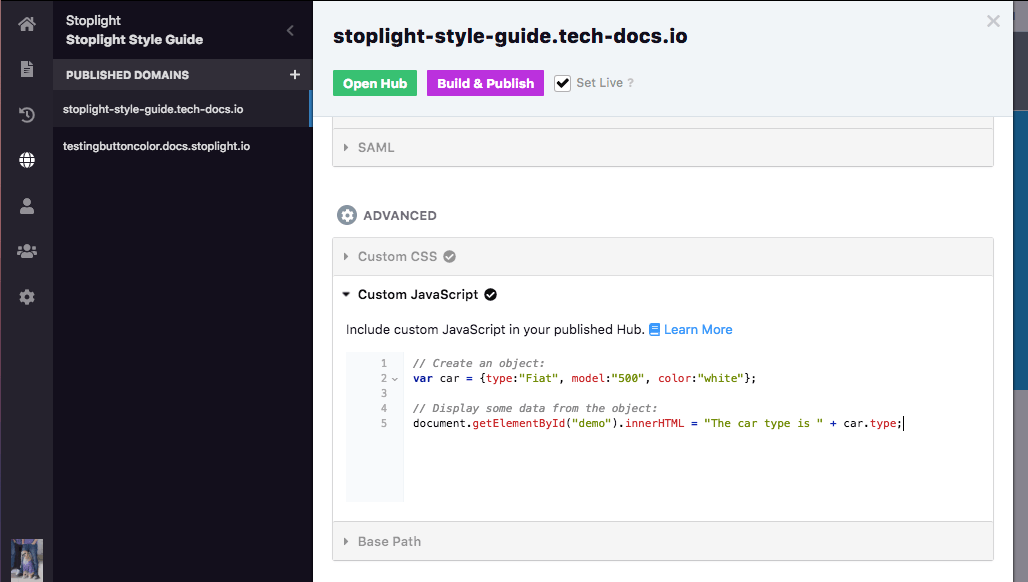 Stoplight
Stoplight Style Guide
PUBLISHED DOMAINS +
stoplight-style-guide.tech-docs.io
testingbuttoncolor.docs.stoplight.io
stoplight-style-guide.tech-docs.io
Open Hub Build & Publish Set Live ?
SAML
ADVANCED
Custom CSS
Custom JavaScript
Include custom JavaScript in your published Hub. Learn More
1 // Create an object:
2 var car = {type:"Fiat", model:"500", color:"white"};
3
4 // Display some data from the object:
5 document.getElementById("demo").innerHTML = "The car type is " + car.type;
Base Path